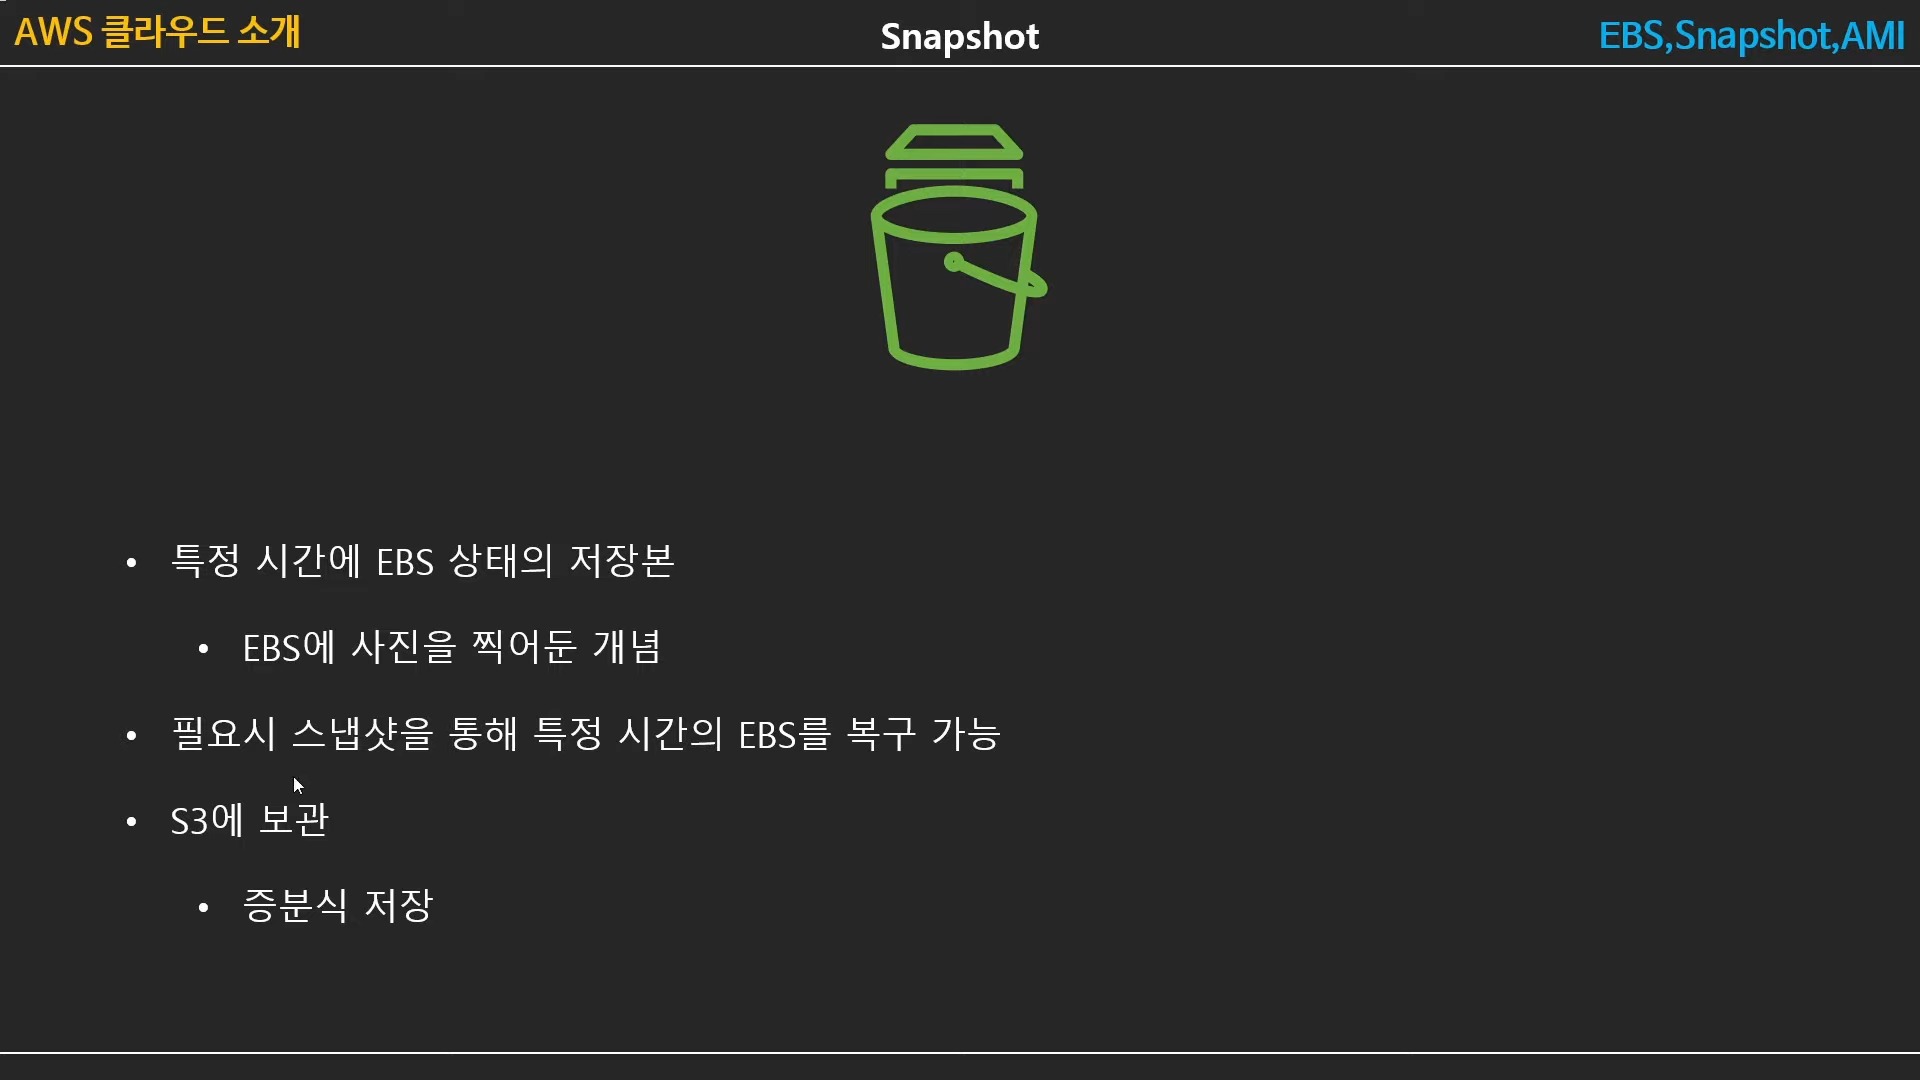 AWS 클라우드 소개
Snapshot
EBS,Snapshot,AMI
• 특정 시간에 EBS 상태의 저장본
• EBS에 사진을 찍어둔 개념
• 필요시 스냅샷을 통해 특정 시간의 EBS를 복구 가능
• S3에 보관
• 증분식 저장